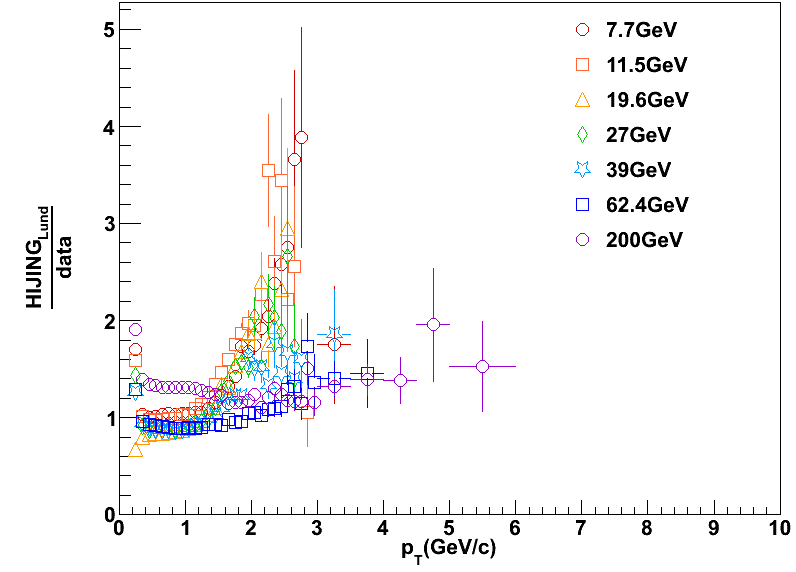 5
4
3
2
1
0
HIJING_Lund
data
7.7GeV
11.5GeV
19.6GeV
27GeV
39GeV
62.4GeV
200GeV
0 1 2 3 4 5 6 7 8 9 10
p_T(GeV/c)